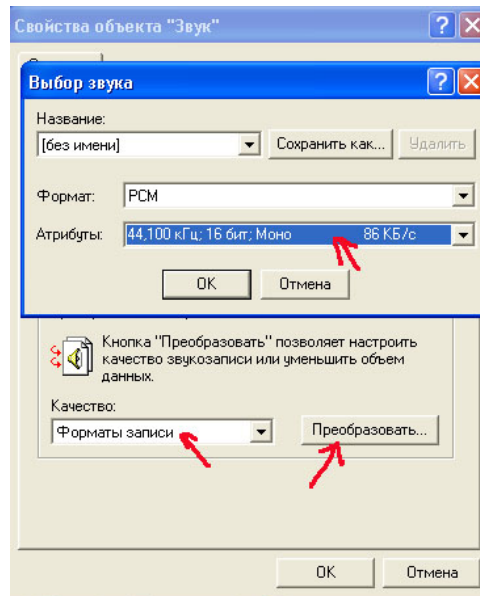 Свойства объекта "Звук"
Выбор звука
Название:
[без имени]
Сохранить как...
Удалить
Формат:
PCM
Атрибуты:
44,100 кГц; 16 бит; Моно 86 КБ/с
OK
Отмена
Кнопка "Преобразовать" позволяет настроить
качество звукозаписи или уменьшить объем
данных.
Качество:
Форматы записи
Преобразовать...
OK
Отмена